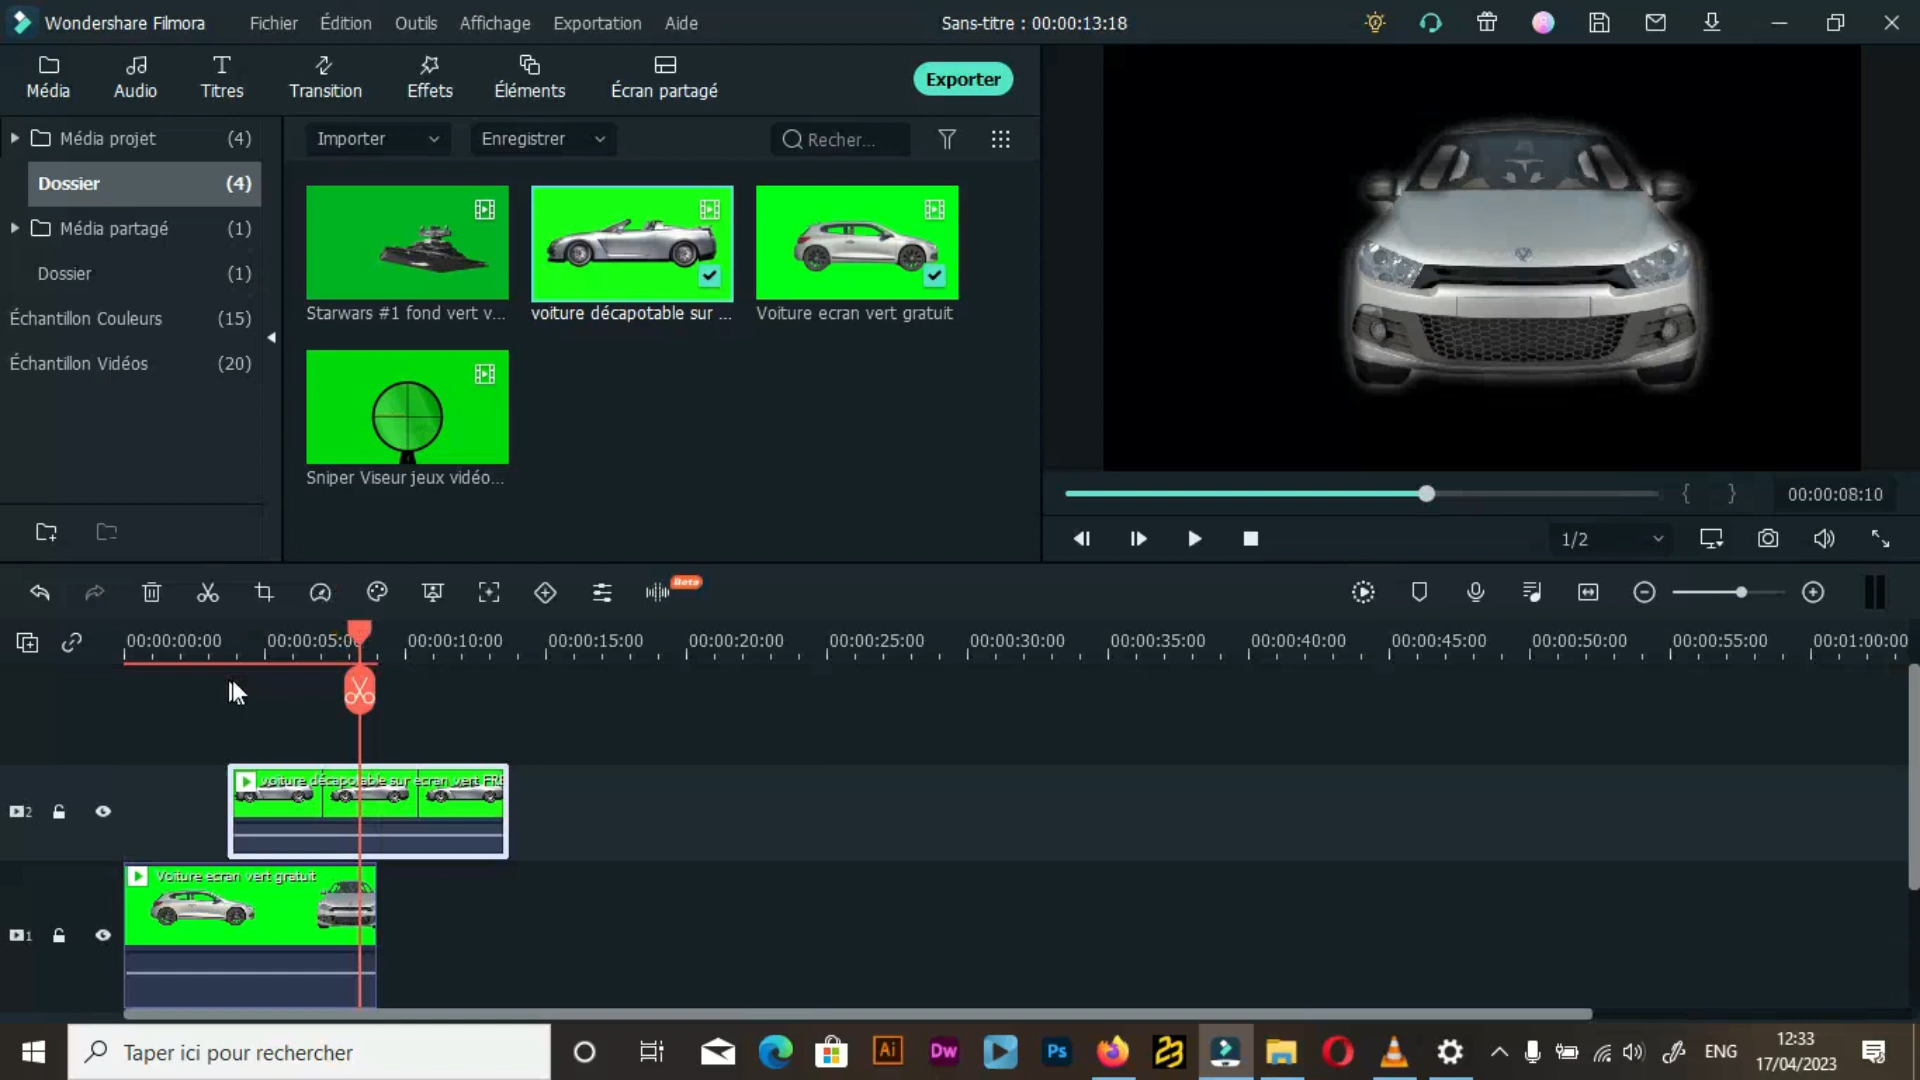 Wondershare Filmora
Fichier Édition Outils Affichage Exportation Aide
Sans-titre : 00:00:13:18
Média Audio Titres Transition Effets Éléments Écran partagé
Exporter
Média projet (4)
Dossier (4)
Média partagé (1)
Dossier (1)
Échantillon Couleurs (15)
Échantillon Vidéos (20)
Importer Enregistrer Recher...
Starwars #1 fond vert v... voiture décapotable sur ... Voiture ecran vert gratuit
Sniper Viseur jeux vidéo...
{ } 00:00:08:10
1/2
Beta
00:00:00:00 00:00:05:0 00:00:10:00 00:00:15:00 00:00:20:00 00:00:25:00 00:00:30:00 00:00:35:00 00:00:40:00 00:00:45:00 00:00:50:00 00:00:55:00 00:01:00:00
voiture décapotable sur écran vert FRE
2
Voiture ecran vert gratuit
1
Taper ici pour rechercher
Ai Dw Ps
ENG
12:33
17/04/2023